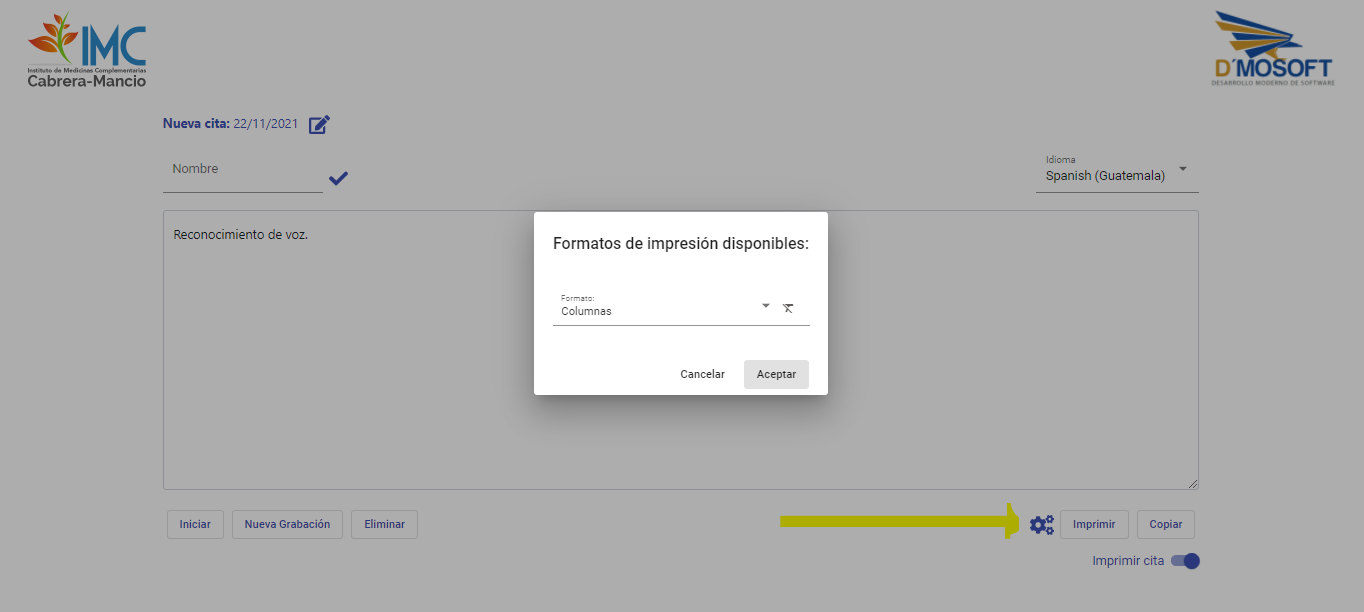 IMC
Instituto de Medicinas Complementarias
Cabrera-Mancio
D´MOSOFT
DESARROLLO MODERNO DE SOFTWARE
Nueva cita: 22/11/2021
Nombre
Idioma
Spanish (Guatemala)
Reconocimiento de voz.
Formatos de impresión disponibles:
Formato:
Columnas
Cancelar Aceptar
Iniciar Nueva Grabación Eliminar Imprimir Copiar
Imprimir cita